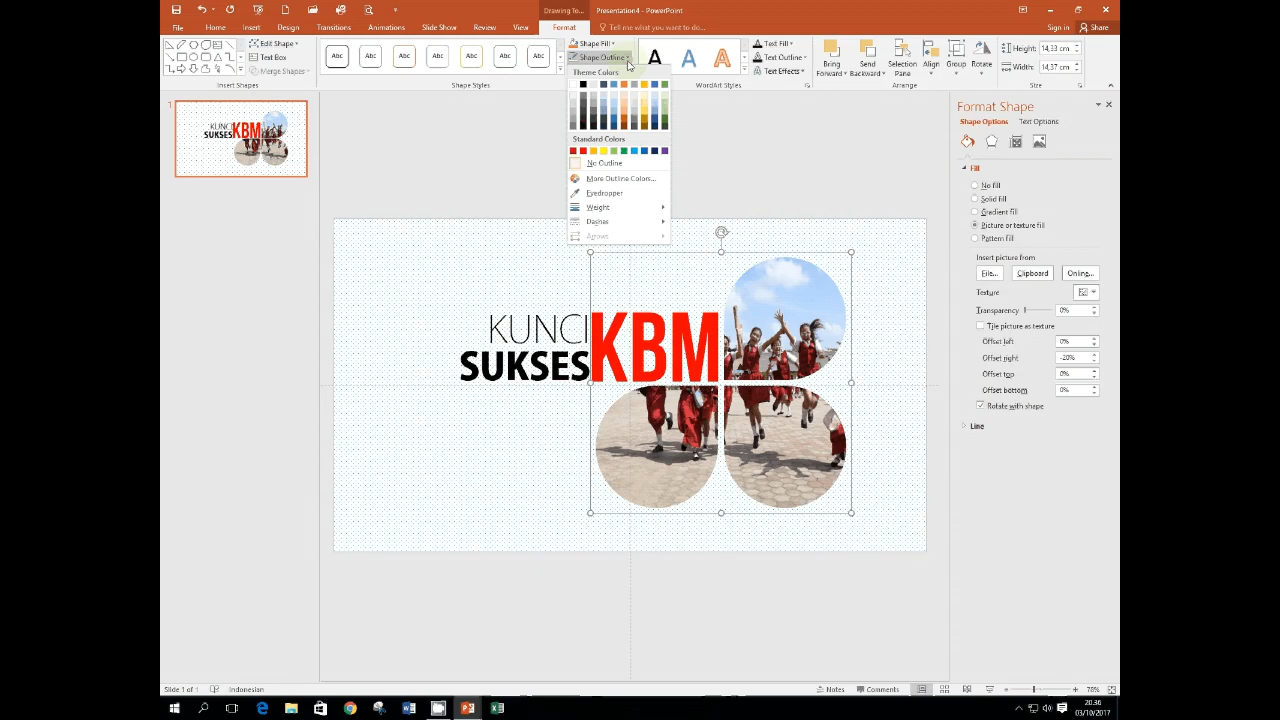 Drawing To...
Presentation4 - PowerPoint
File
Home
Insert
Design
Transitions
Animations
Slide Show
Review
View
Format
Tell me what you want to do...
Sign in
Share
Edit Shape
Text Box
Merge Shapes
Insert Shapes
Abc
Abc
Abc
Abc
Abc
Abc
Abc
Shape Styles
Shape Fill
Shape Outline
A
A
A
WordArt Styles
Text Fill
Text Outline
Text Effects
Bring Forward
Send Backward
Selection Pane
Align
Group
Rotate
Arrange
Height: 14,33 cm
Width: 14,37 cm
Size
Theme Colors
Standard Colors
No Outline
More Outline Colors...
Eyedropper
Weight
Dashes
Arrows
1
KUNCI
SUKSES
KBM
KUNCI
SUKSES
KBM
Format Shape
Shape Options
Text Options
Fill
No fill
Solid fill
Gradient fill
Picture or texture fill
Pattern fill
Insert picture from
File...
Clipboard
Online...
Texture
Transparency
0%
Tile picture as texture
Offset left
0%
Offset right
-20%
Offset top
0%
Offset bottom
0%
Rotate with shape
Line
Slide 1 of 1
Indonesian
Notes
Comments
78%
20.36
03/10/2017